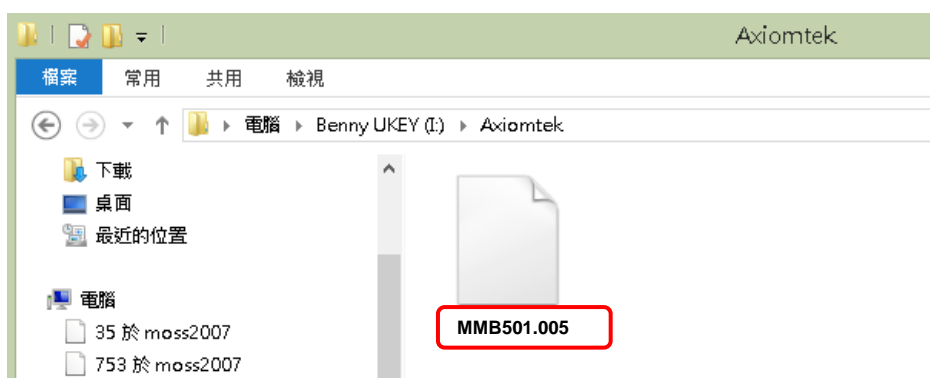 Axiomtek
檔案 常用 共用 檢視
電腦 Benny UKEY (I:) Axiomtek
下載
桌面
最近的位置
電腦
35 於 moss2007
753 於 moss2007
MMB501.005